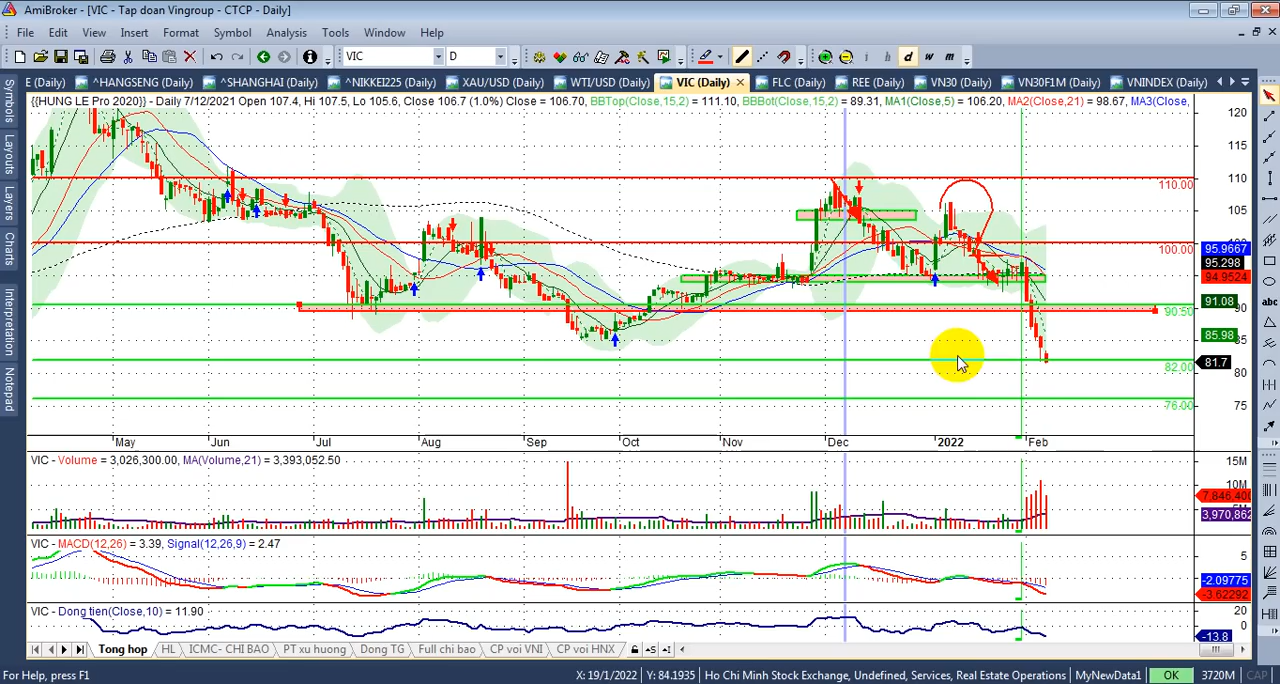 AmiBroker - [VIC - Tap doan Vingroup - CTCP - Daily]
File Edit View Insert Format Symbol Analysis Tools Window Help
VIC D i h d w m
E (Daily) ^HANGSENG (Daily) ^SHANGHAI (Daily) ^NIKKEI225 (Daily) XAU/USD (Daily) WTI/USD (Daily) VIC (Daily) FLC (Daily) REE (Daily) VN30 (Daily) VN30F1M (Daily) VNINDEX (Daily)
Symbols
Layouts
Layers
Charts
Interpretation
Notepad
{{HUNG LE Pro 2020}} - Daily 7/12/2021 Open 107.4, Hi 107.5, Lo 105.6, Close 106.7 (1.0%) Close = 106.70, BBTop(Close,15,2) = 111.10, BBBot(Close,15,2) = 89.31, MA1(Close,5) = 106.20, MA2(Close,21) = 98.67, MA3(Close,
120
115
110.00
105
100.00
95.9667
95.298
94.9524
91.08
90.50
85.98
82.00
81.7
80
76.00
75
abc
May Jun Jul Aug Sep Oct Nov Dec 2022 Feb
VIC - Volume = 3,026,300.00, MA(Volume,21) = 3,393,052.50
15M
10M
7,846,400
3,970,862
VIC - MACD(12,26) = 3.39, Signal(12,26,9) = 2.47
5
-2.09775
-3.62292
VIC - Dong tien(Close,10) = 11.90
20
0
-13.8
Tong hop HL ICMC- CHI BAO PT xu huong Dong TG Full chi bao CP voi VNI CP voi HNX
For Help, press F1 X: 19/1/2022 Y: 84.1935 Ho Chi Minh Stock Exchange, Undefined, Services, Real Estate Operations MyNewData1 OK 3720M CAP